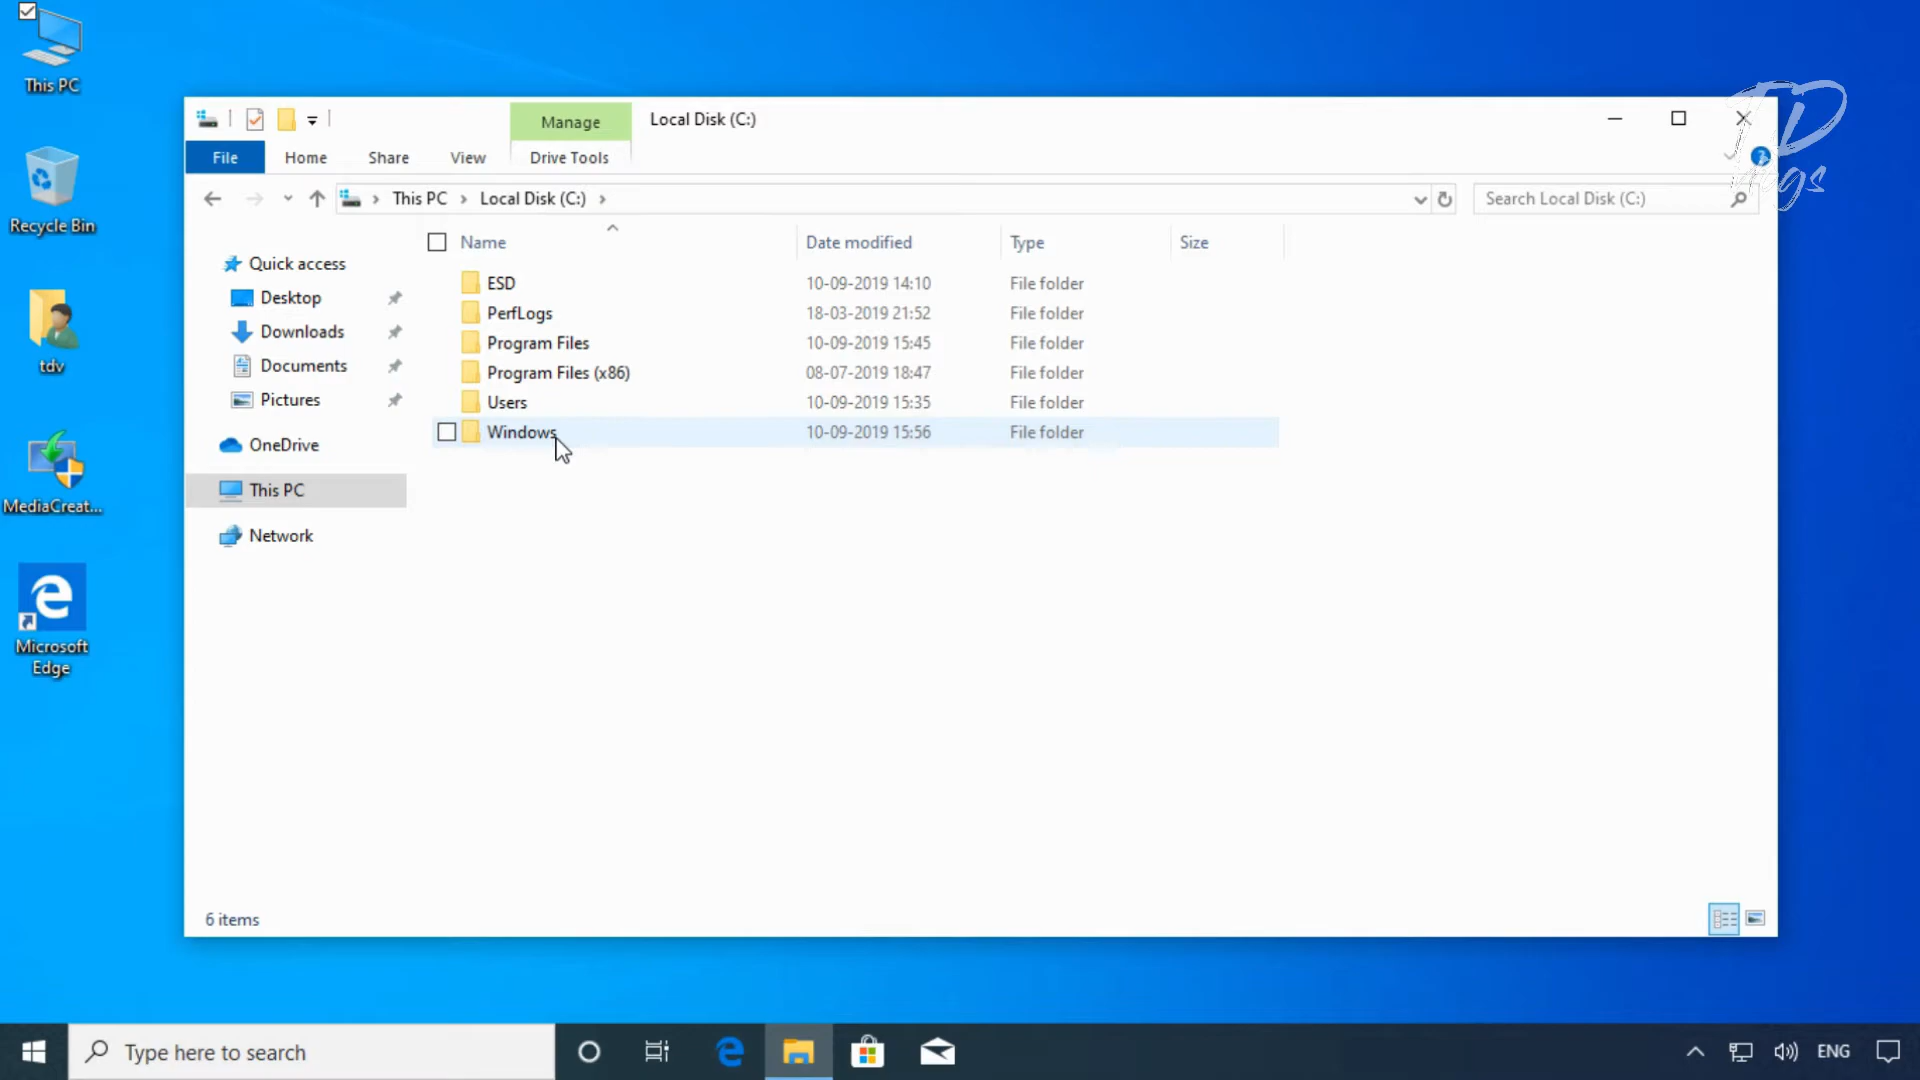 This PC
Recycle Bin
tdv
MediaCreat...
Microsoft
Edge
Manage
Local Disk (C:)
File
Home
Share
View
Drive Tools
This PC
Local Disk (C:)
Search Local Disk (C:)
Quick access
Desktop
Downloads
Documents
Pictures
OneDrive
This PC
Network
Name Date modified Type Size
ESD 10-09-2019 14:10 File folder
PerfLogs 18-03-2019 21:52 File folder
Program Files 10-09-2019 15:45 File folder
Program Files (x86) 08-07-2019 18:47 File folder
Users 10-09-2019 15:35 File folder
Windows 10-09-2019 15:56 File folder
6 items
Type here to search
ENG